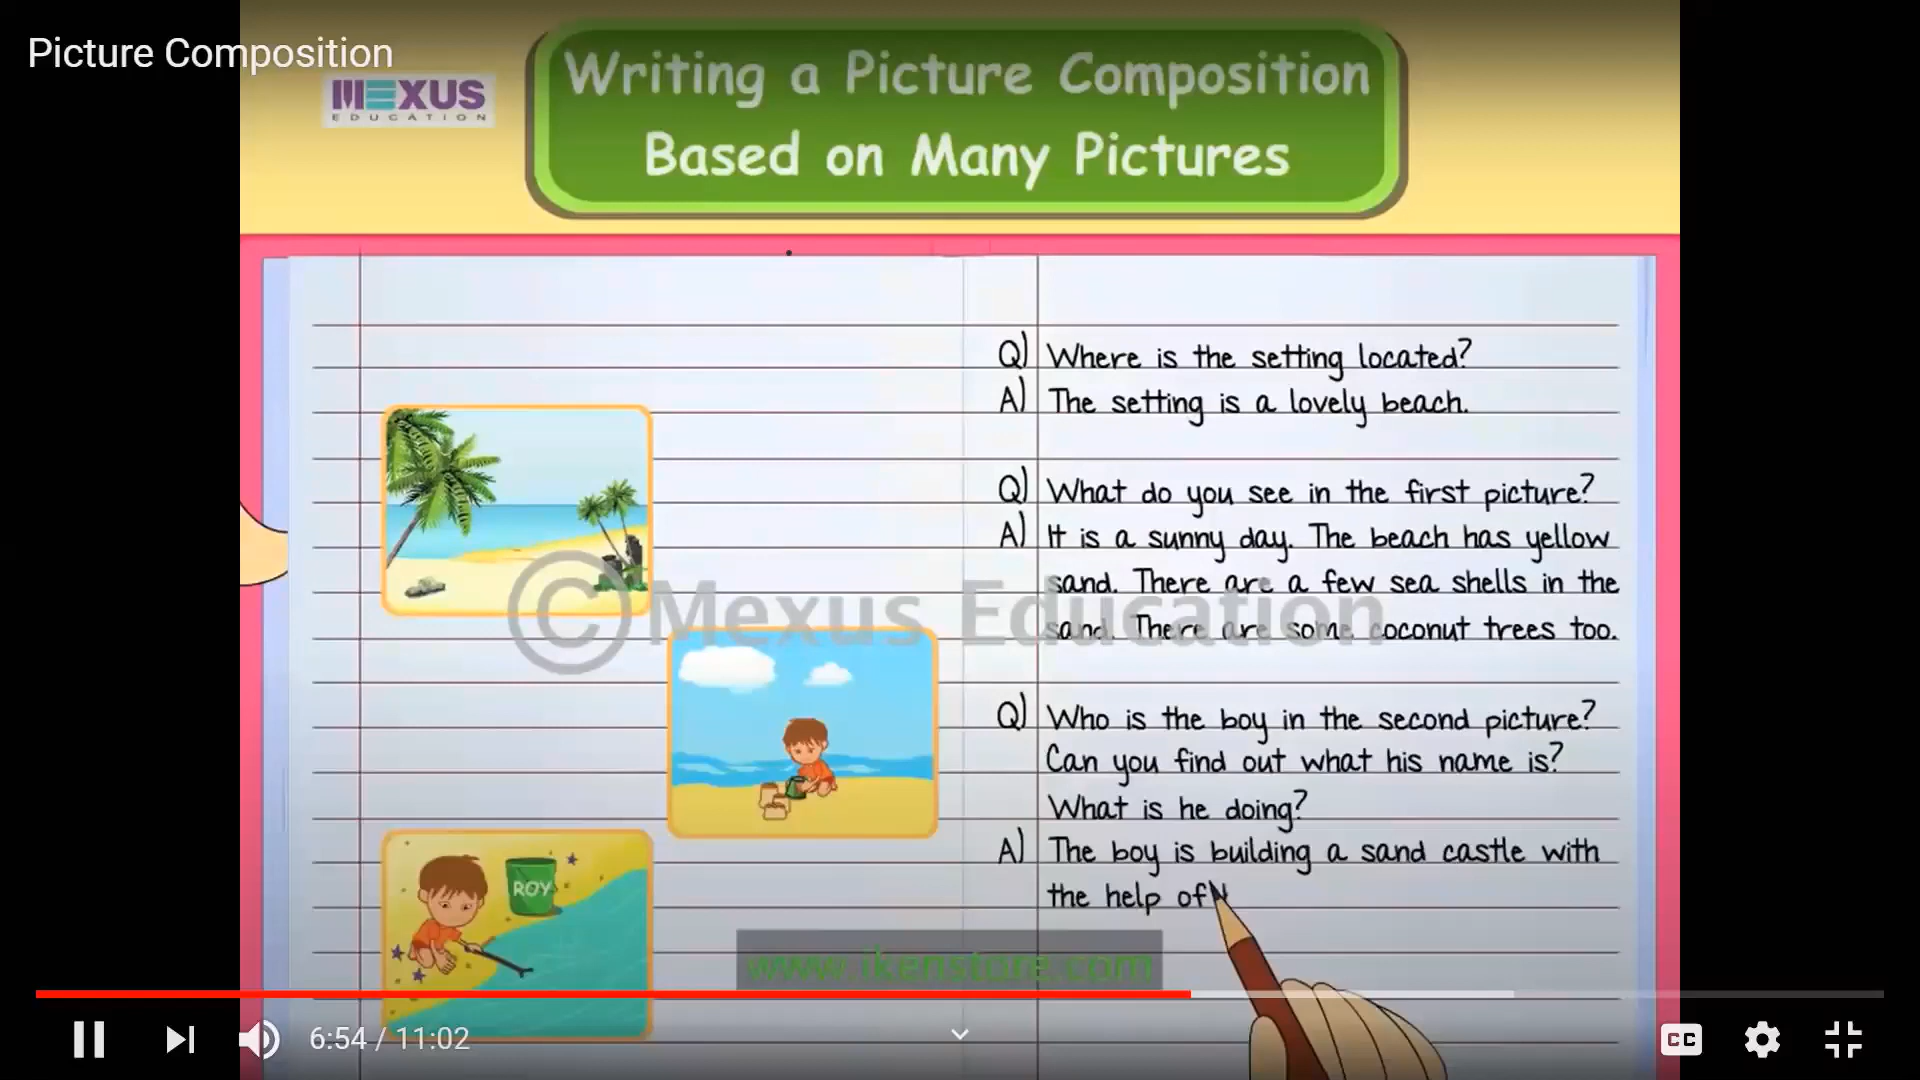 Picture Composition
MEXUS
EDUCATION
Writing a Picture Composition
Based on Many Pictures
Q) Where is the setting located?
A) The setting is a lovely beach.
Q) What do you see in the first picture?
A) It is a sunny day. The beach has yellow
sand. There are a few sea shells in the
sand. There are some coconut trees too.
© Mexus Education
Q) Who is the boy in the second picture?
Can you find out what his name is?
What is he doing?
A) The boy is building a sand castle with
the help of
ROY
www.ikenstore.com
6:54 / 11:02
CC